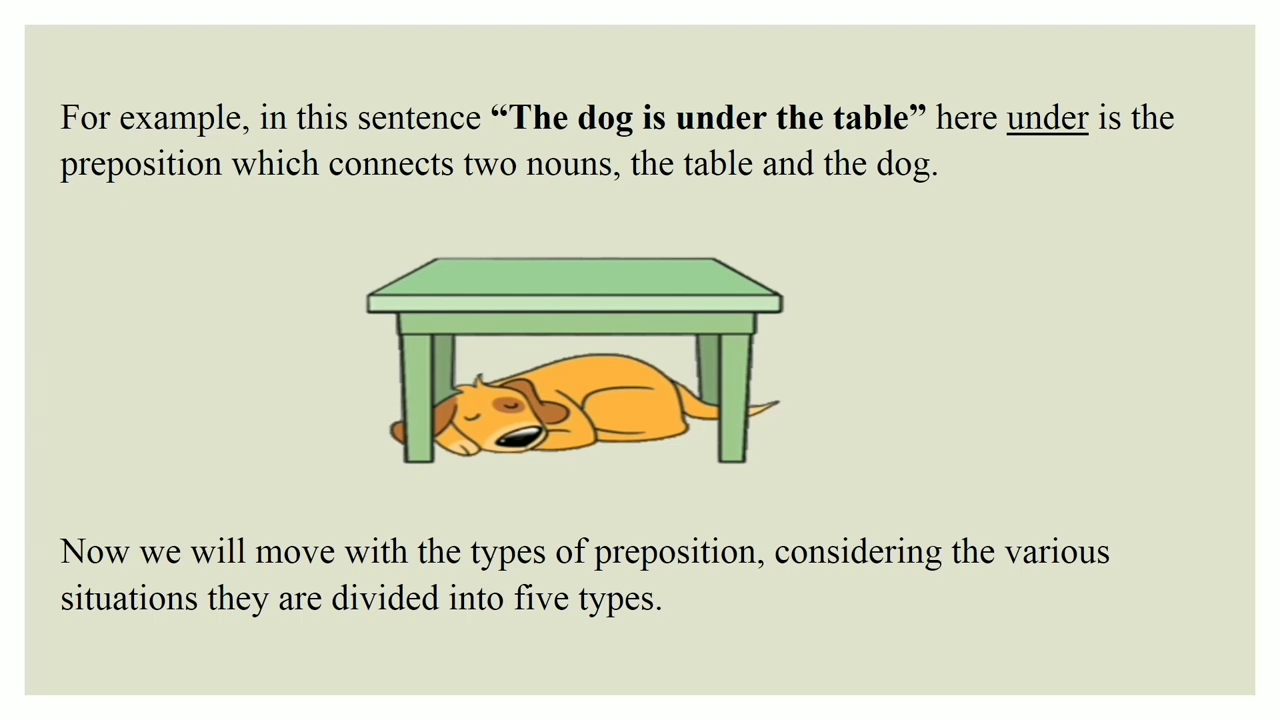 For example, in this sentence “The dog is under the table” here under is the
preposition which connects two nouns, the table and the dog.
Now we will move with the types of preposition, considering the various
situations they are divided into five types.